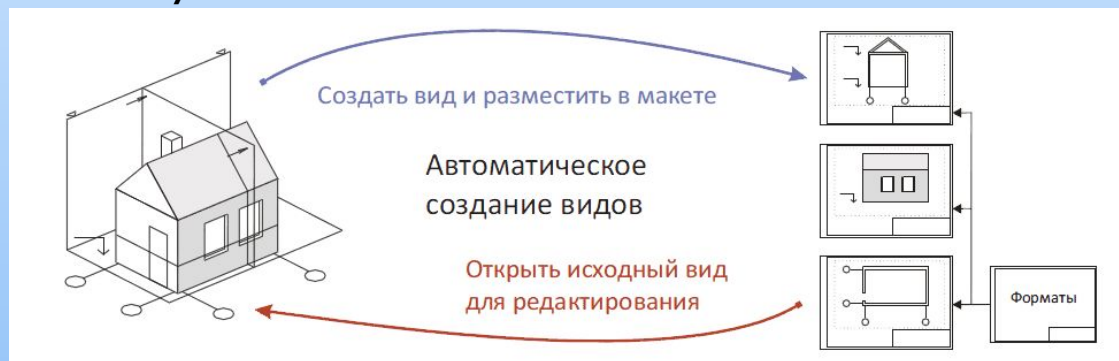 Создать вид и разместить в макете
Автоматическое
создание видов
Открыть исходный вид
для редактирования
Форматы